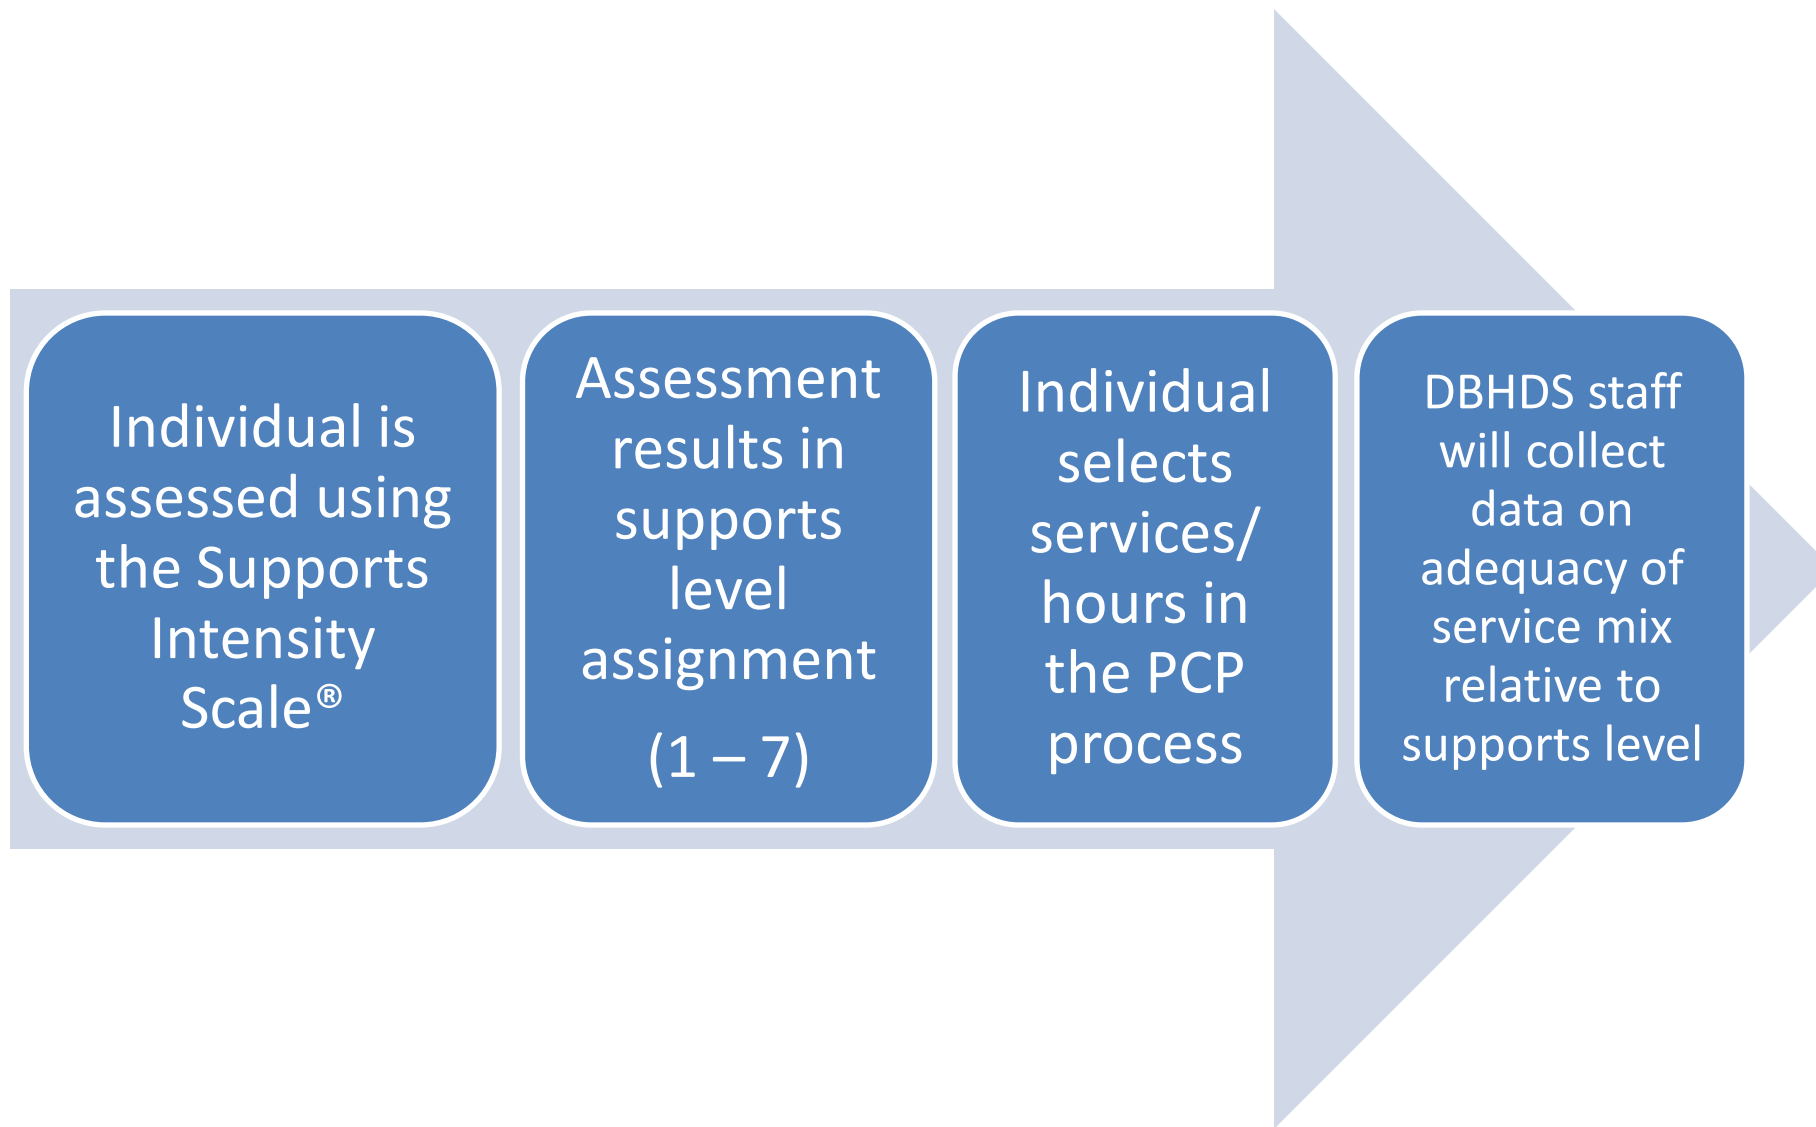 Individual is
assessed using
the Supports
Intensity
Scale®
Assessment
results in
supports
level
assignment
(1 – 7)
Individual
selects
services/
hours in
the PCP
process
DBHDS staff
will collect
data on
adequacy of
service mix
relative to
supports level